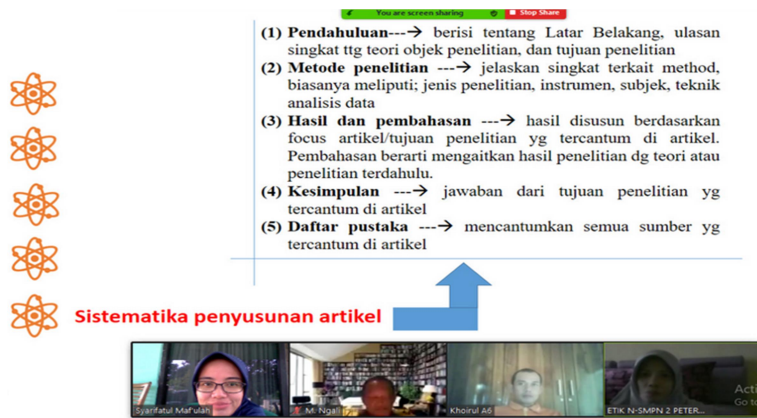 You are screen sharing Stop Share
(1) Pendahuluan---→ berisi tentang Latar Belakang, ulasan
singkat ttg teori objek penelitian, dan tujuan penelitian
(2) Metode penelitian ---→ jelaskan singkat terkait method,
biasanya meliputi; jenis penelitian, instrumen, subjek, teknik
analisis data
(3) Hasil dan pembahasan ---→ hasil disusun berdasarkan
focus artikel/tujuan penelitian yg tercantum di artikel.
Pembahasan berarti mengaitkan hasil penelitian dg teori atau
penelitian terdahulu.
(4) Kesimpulan ---→ jawaban dari tujuan penelitian yg
tercantum di artikel
(5) Daftar pustaka ---→ mencantumkan semua sumber yg
tercantum di artikel
Sistematika penyusunan artikel
Syarifatul Maf'ulah
M. Ngali
Khoirul A6
ETIK N-SMPN 2 PETER...
Acti
Go to